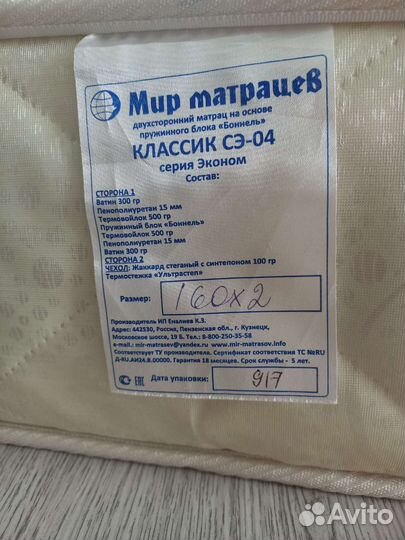 Мир матрацев
двухсторонний матрац на основе
пружинного блока «Боннель»
КЛАССИК СЭ-04
серия Эконом
Состав:
СТОРОНА 1
Ватин 300 гр
Пенополиуретан 15 мм
Термовойлок 500 гр
Пружинный блок «Боннель»
Термовойлок 500 гр
Пенополиуретан 15 мм
Ватин 300 гр
СТОРОНА 2
ЧЕХОЛ: Жаккард стеганый с синтепоном 100 гр
Термостежка «Ультрастеп»
Размер: 160x2
Производитель ИП Еналиев К.З.
Адрес: 442530, Россия, Пензенская обл., г. Кузнецк,
Московское шоссе, 19 Б. Тел.: 8-800-250-35-58
e-mail.: mir-matrasev@yandex.ru www.mir-matrasov.info
Соответствует ТУ производителя. Сертификат соответствия ТС №RU
Д-RU.АИ24.В.00000. Гарантия 18 месяцев. Срок службы - 5 лет.
ЕАС Дата упаковки: 917
Avito